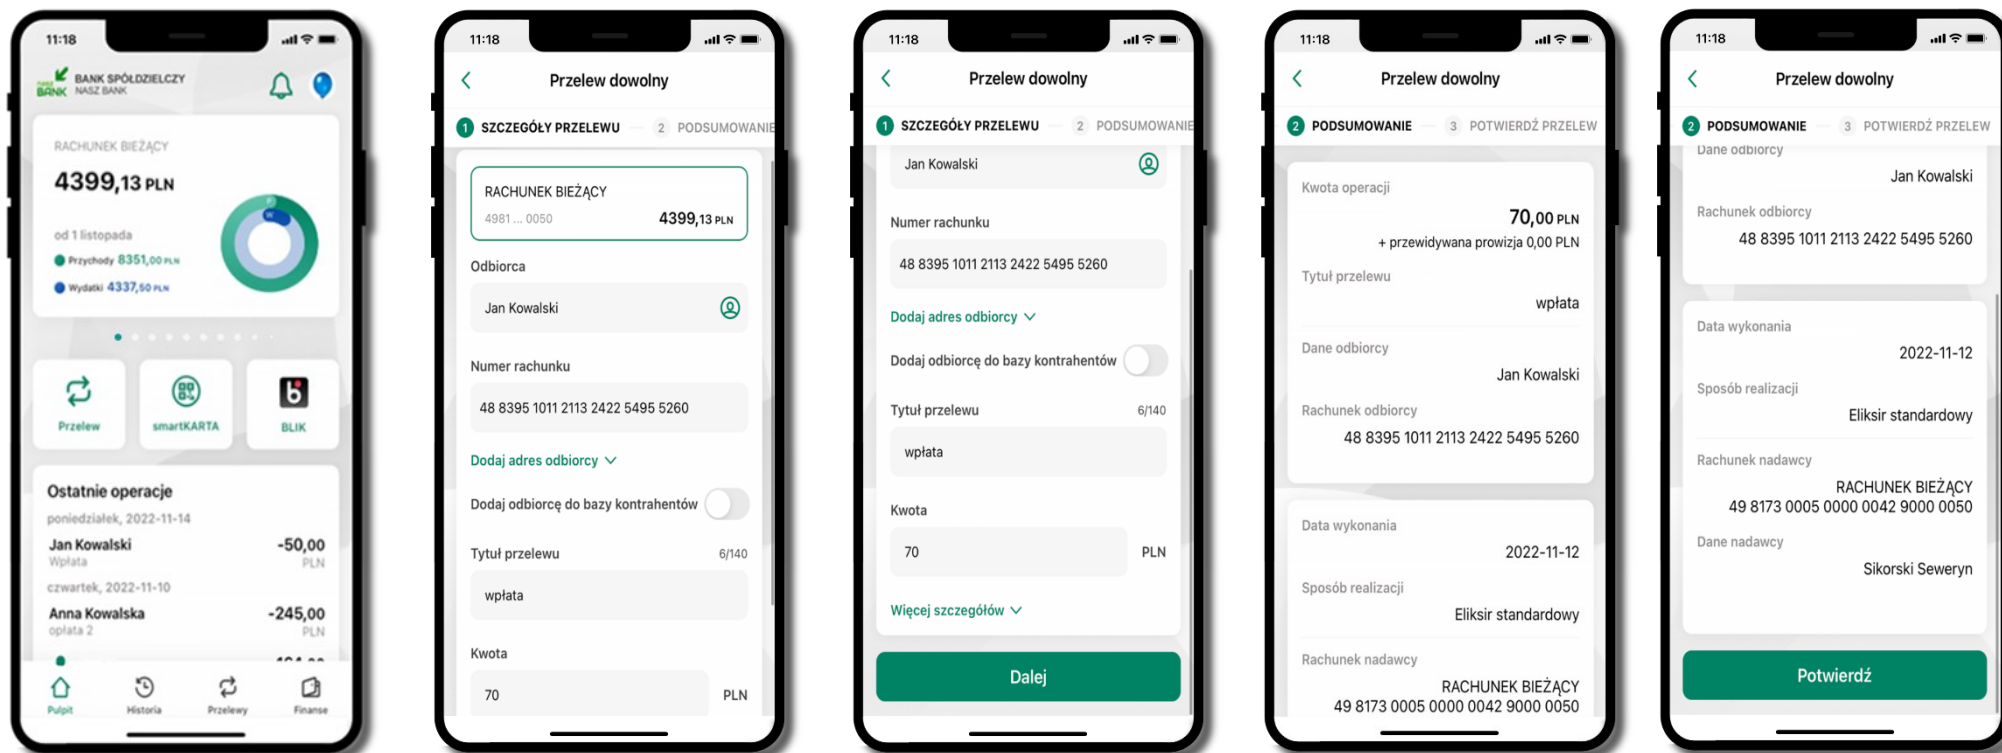 11:18
NASZ BANK
BANK SPÓŁDZIELCZY
NASZ BANK
RACHUNEK BIEŻĄCY
4399,13 PLN
od 1 listopada
Przychody 8351,00 PLN
Wydatki 4337,50 PLN
P
W
Przelew
smartKARTA
BLIK
Ostatnie operacje
poniedziałek, 2022-11-14
Jan Kowalski -50,00
Wpłata PLN
czwartek, 2022-11-10
Anna Kowalska -245,00
opłata 2 PLN
Pulpit
Historia
Przelewy
Finanse
11:18
Przelew dowolny
1 SZCZEGÓŁY PRZELEWU 2 PODSUMOWANIE
RACHUNEK BIEŻĄCY
4981 ... 0050 4399,13 PLN
Odbiorca
Jan Kowalski
Numer rachunku
48 8395 1011 2113 2422 5495 5260
Dodaj adres odbiorcy
Dodaj odbiorcę do bazy kontrahentów
Tytuł przelewu 6/140
wpłata
Kwota
70 PLN
11:18
Przelew dowolny
1 SZCZEGÓŁY PRZELEWU 2 PODSUMOWANIE
Jan Kowalski
Numer rachunku
48 8395 1011 2113 2422 5495 5260
Dodaj adres odbiorcy
Dodaj odbiorcę do bazy kontrahentów
Tytuł przelewu 6/140
wpłata
Kwota
70 PLN
Więcej szczegółów
Dalej
11:18
Przelew dowolny
2 PODSUMOWANIE 3 POTWIERDŹ PRZELEW
Kwota operacji
70,00 PLN
+ przewidywana prowizja 0,00 PLN
Tytuł przelewu
wpłata
Dane odbiorcy
Jan Kowalski
Rachunek odbiorcy
48 8395 1011 2113 2422 5495 5260
Data wykonania
2022-11-12
Sposób realizacji
Eliksir standardowy
Rachunek nadawcy
RACHUNEK BIEŻĄCY
49 8173 0005 0000 0042 9000 0050
11:18
Przelew dowolny
2 PODSUMOWANIE 3 POTWIERDŹ PRZELEW
Dane odbiorcy
Jan Kowalski
Rachunek odbiorcy
48 8395 1011 2113 2422 5495 5260
Data wykonania
2022-11-12
Sposób realizacji
Eliksir standardowy
Rachunek nadawcy
RACHUNEK BIEŻĄCY
49 8173 0005 0000 0042 9000 0050
Dane nadawcy
Sikorski Seweryn
Potwierdź